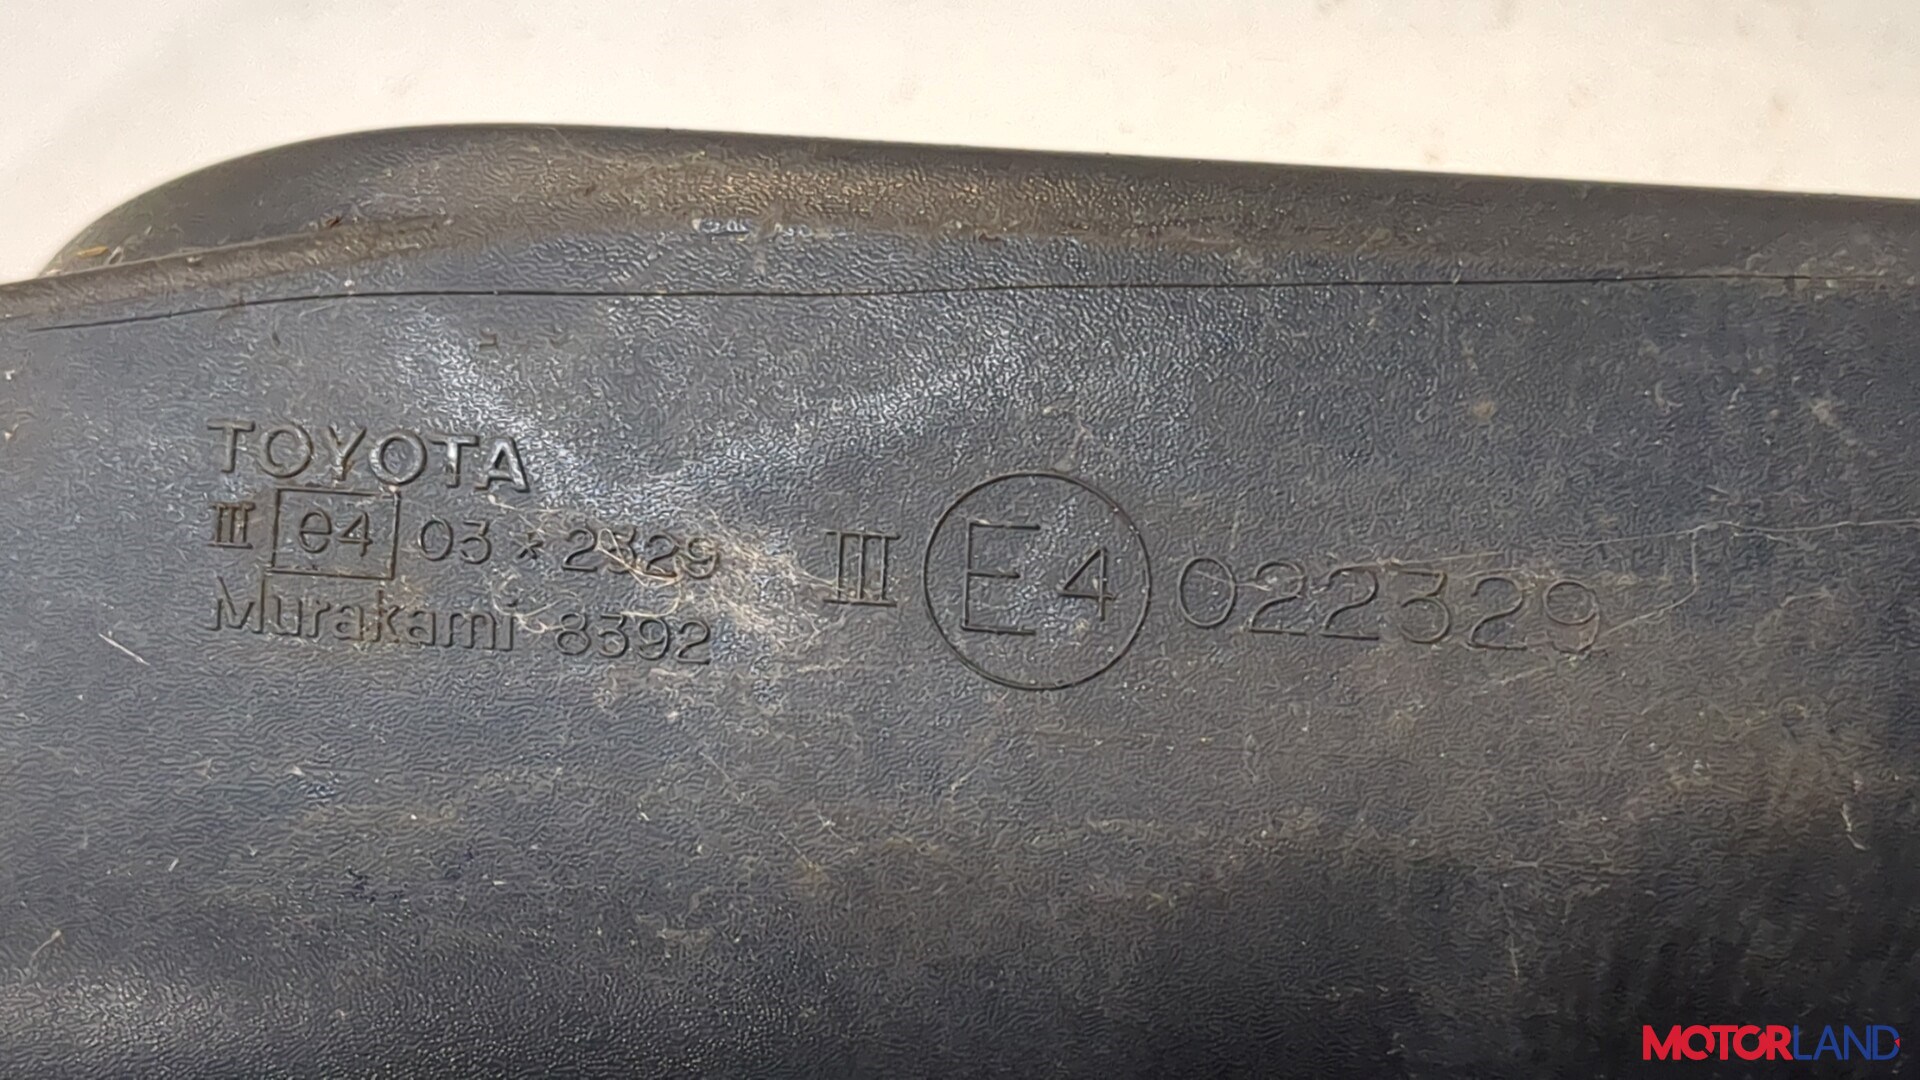 TOYOTA
III e4 03 * 2329
Murakami 8392
III E4 022329
MOTORLAND